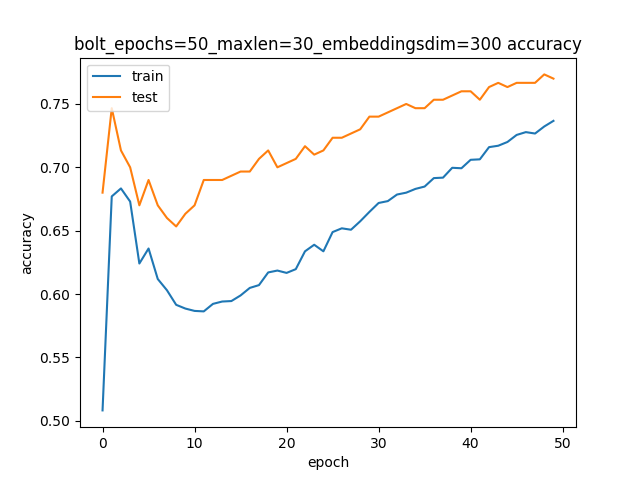 bolt_epochs=50_maxlen=30_embeddingsdim=300 accuracy
train
test
0.75
0.70
0.65
0.60
0.55
0.50
accuracy
0 10 20 30 40 50
epoch